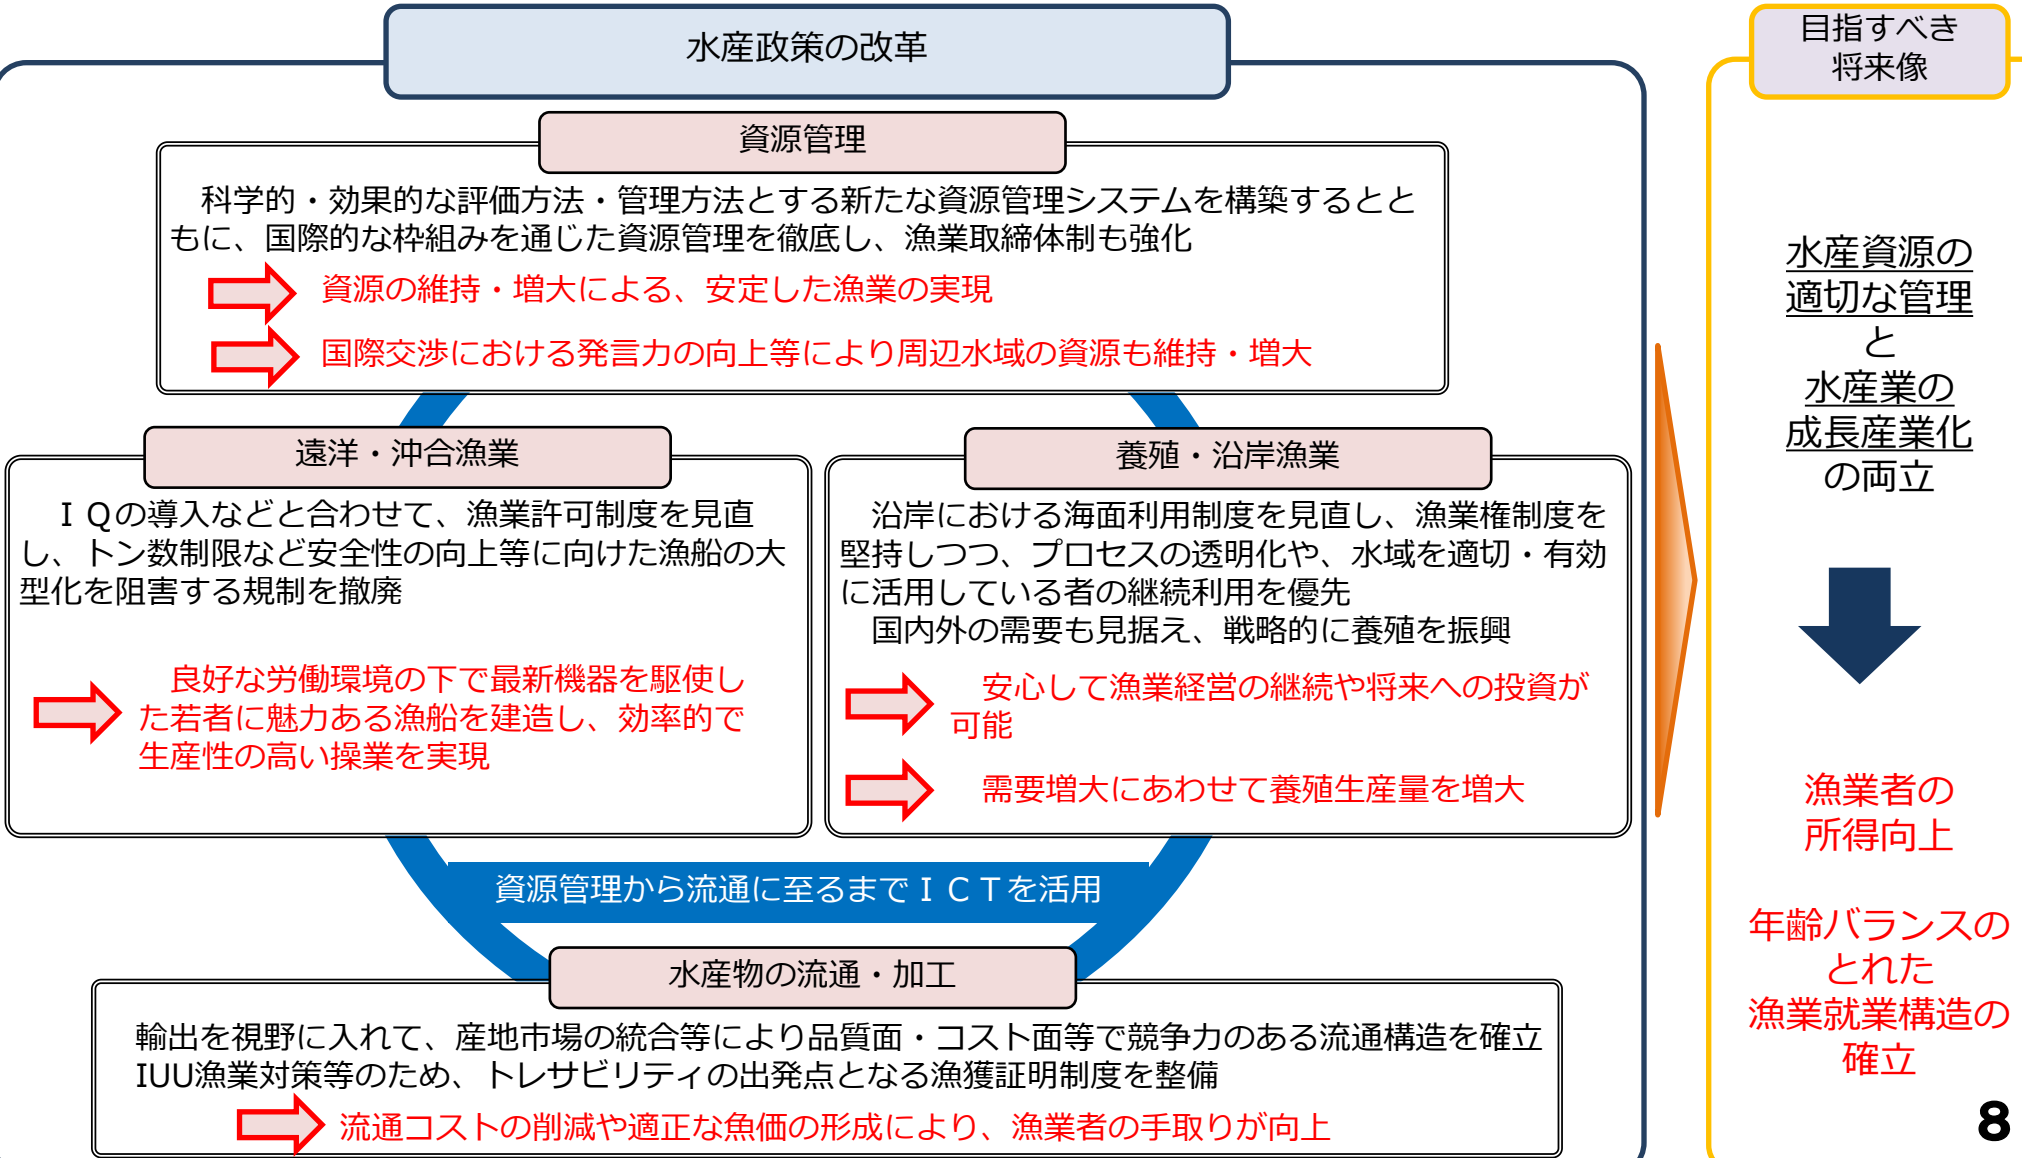 水産政策の改革
資源管理
科学的・効果的な評価方法・管理方法とする新たな資源管理システムを構築するとと
もに、国際的な枠組みを通じた資源管理を徹底し、漁業取締体制も強化
資源の維持・増大による、安定した漁業の実現
国際交渉における発言力の向上等により周辺水域の資源も維持・増大
遠洋・沖合漁業
ＩＱの導入などと合わせて、漁業許可制度を見直
し、トン数制限など安全性の向上等に向けた漁船の大
型化を阻害する規制を撤廃
良好な労働環境の下で最新機器を駆使し
た若者に魅力ある漁船を建造し、効率的で
生産性の高い操業を実現
養殖・沿岸漁業
沿岸における海面利用制度を見直し、漁業権制度を
堅持しつつ、プロセスの透明化や、水域を適切・有効
に活用している者の継続利用を優先
国内外の需要も見据え、戦略的に養殖を振興
安心して漁業経営の継続や将来への投資が
可能
需要増大にあわせて養殖生産量を増大
資源管理から流通に至るまでＩＣＴを活用
水産物の流通・加工
輸出を視野に入れて、産地市場の統合等により品質面・コスト面等で競争力のある流通構造を確立
IUU漁業対策等のため、トレサビリティの出発点となる漁獲証明制度を整備
流通コストの削減や適正な魚価の形成により、漁業者の手取りが向上
目指すべき
将来像
水産資源の
適切な管理
と
水産業の
成長産業化
の両立
漁業者の
所得向上
年齢バランスの
とれた
漁業就業構造の
確立
8